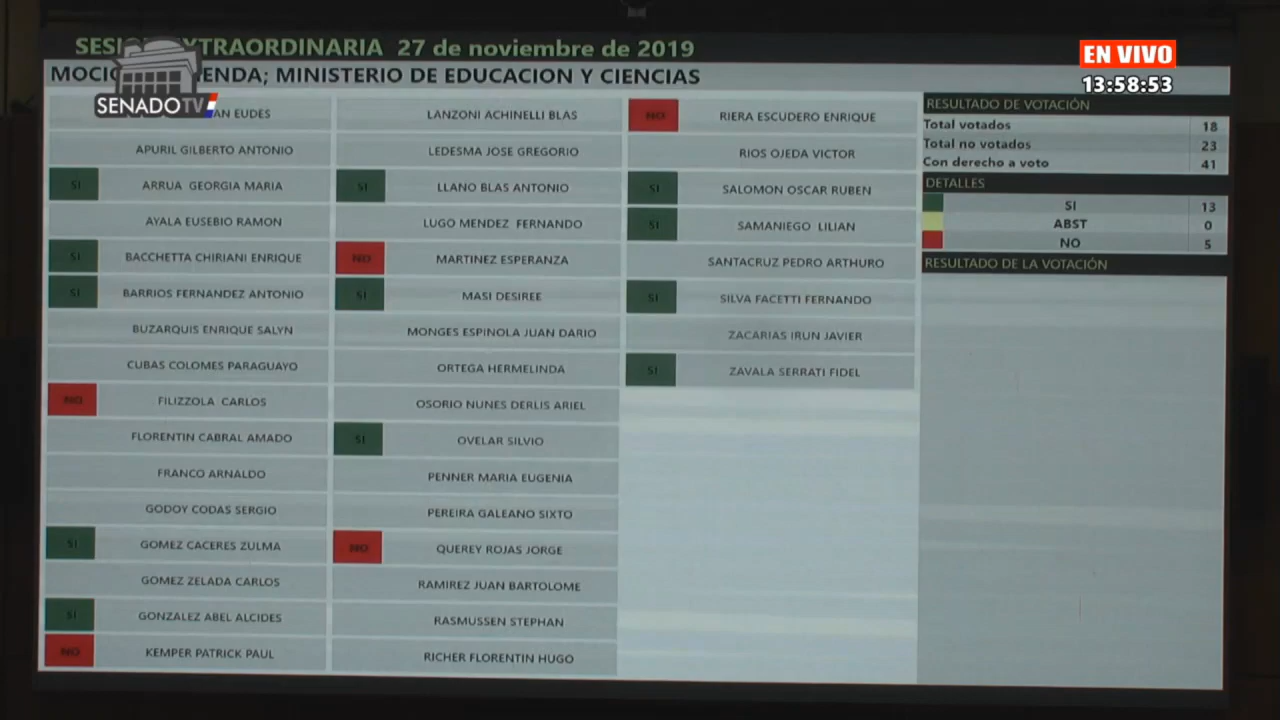 EXTRAORDINARIA 27 de noviembre de 2019
EN VIVO
13:58:53
MINISTERIO DE EDUCACION Y CIENCIAS
SENADO TV
EUDES
APURIL GILBERTO ANTONIO
SI ARRUA GEORGIA MARIA
AYALA EUSEBIO RAMON
SI BACCHETTA CHIRIANI ENRIQUE
SI BARRIOS FERNANDEZ ANTONIO
BUZARQUIS ENRIQUE SALYN
CUBAS COLOMES PARAGUAYO
NO FILIZZOLA CARLOS
FLORENTIN CABRAL AMADO
FRANCO ARNALDO
GODOY CODAS SERGIO
SI GOMEZ CACERES ZULMA
GOMEZ ZELADA CARLOS
SI GONZALEZ ABEL ALCIDES
NO KEMPER PATRICK PAUL
LANZONI ACHINELLI BLAS
LEDESMA JOSE GREGORIO
SI LLANO BLAS ANTONIO
LUGO MENDEZ FERNANDO
NO MARTINEZ ESPERANZA
SI MASI DESIREE
MONGES ESPINOLA JUAN DARIO
ORTEGA HERMELINDA
OSORIO NUNES DERLIS ARIEL
SI OVELAR SILVIO
PENNER MARIA EUGENIA
PEREIRA GALEANO SIXTO
NO QUEREY ROJAS JORGE
RAMIREZ JUAN BARTOLOME
RASMUSSEN STEPHAN
RICHER FLORENTIN HUGO
NO RIERA ESCUDERO ENRIQUE
RIOS OJEDA VICTOR
SI SALOMON OSCAR RUBEN
SI SAMANIEGO LILIAN
SANTACRUZ PEDRO ARTHURO
SI SILVA FACETTI FERNANDO
ZACARIAS IRUN JAVIER
SI ZAVALA SERRATI FIDEL
RESULTADO DE VOTACIÓN
Total votados 18
Total no votados 23
Con derecho a voto 41
DETALLES
SI 13
ABST 0
NO 5
RESULTADO DE LA VOTACIÓN